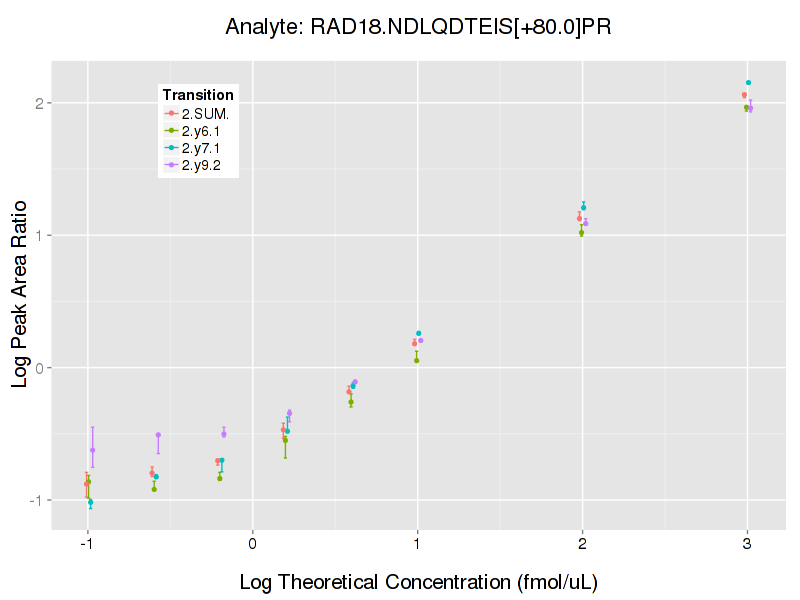 Analyte: RAD18.NDLQDTEIS[+80.0]PR
Transition
2.SUM.
2.y6.1
2.y7.1
2.y9.2
Log Peak Area Ratio
2
1
0
-1
-1 0 1 2 3
Log Theoretical Concentration (fmol/uL)